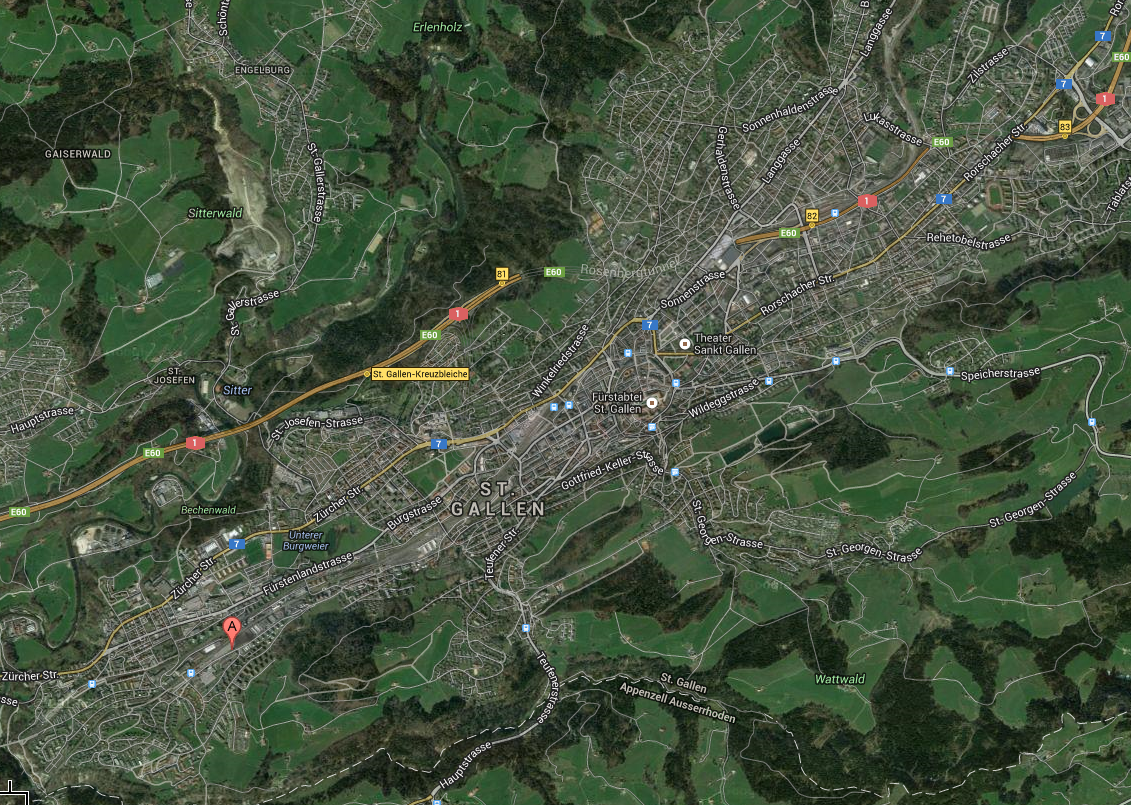 Erlenholz
Langgasse
7
E60
ENGELBURG
Zilstrasse
7
1
Sonnenhaldenstrasse
Lukasstrasse
83
Gerhaldenstrasse
E60
Rorschacher Str.
GAISERWALD
St.-Gallerstrasse
Langgasse
Sitterwald
1
7
82
E60
Rehetobelstrasse
81
E60
Rosenbergtunnel
Sonnenstrasse
Rorschacher Str.
St.-Gallerstrasse
1
E60
7
Theater
Sankt Gallen
Winkelriedstrasse
ST.
JOSEFEN
St. Gallen-Kreuzbleiche
Speicherstrasse
Sitter
Wildeggstrasse
Fürstabtei
St. Gallen
Hauptstrasse
St.-Josefen-Strasse
1
E60
7
Gottfried-Keller-Strasse
ST.
GALLEN
Zürcher Str.
Burgstrasse
E60
Bechenwald
St.-Georgen-Strasse
St.-Georgen-Strasse
7
Unterer
Burgweier
Teufener Str.
St.-Georgen-Strasse
Zürcher Str.
Fürstenlandstrasse
A
Zürcher Str.
Teufenerstrasse
St. Gallen
Appenzell Ausserrhoden
Wattwald
Hauptstrasse